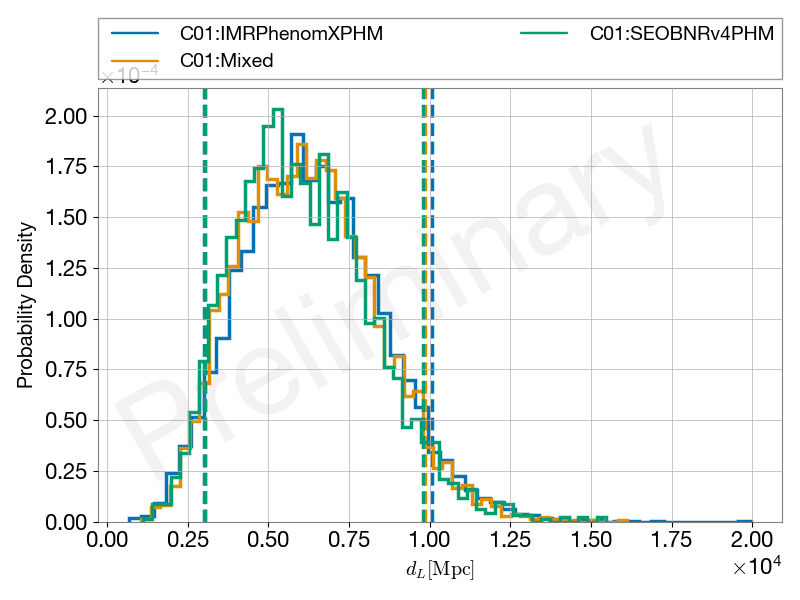 C01:IMRPhenomXPHM
C01:Mixed
C01:SEOBNRv4PHM
×10⁻⁴
2.00
1.75
1.50
1.25
1.00
0.75
0.50
0.25
0.00
Probability Density
Preliminary
0.00 0.25 0.50 0.75 1.00 1.25 1.50 1.75 2.00
×10⁴
d_L[Mpc]